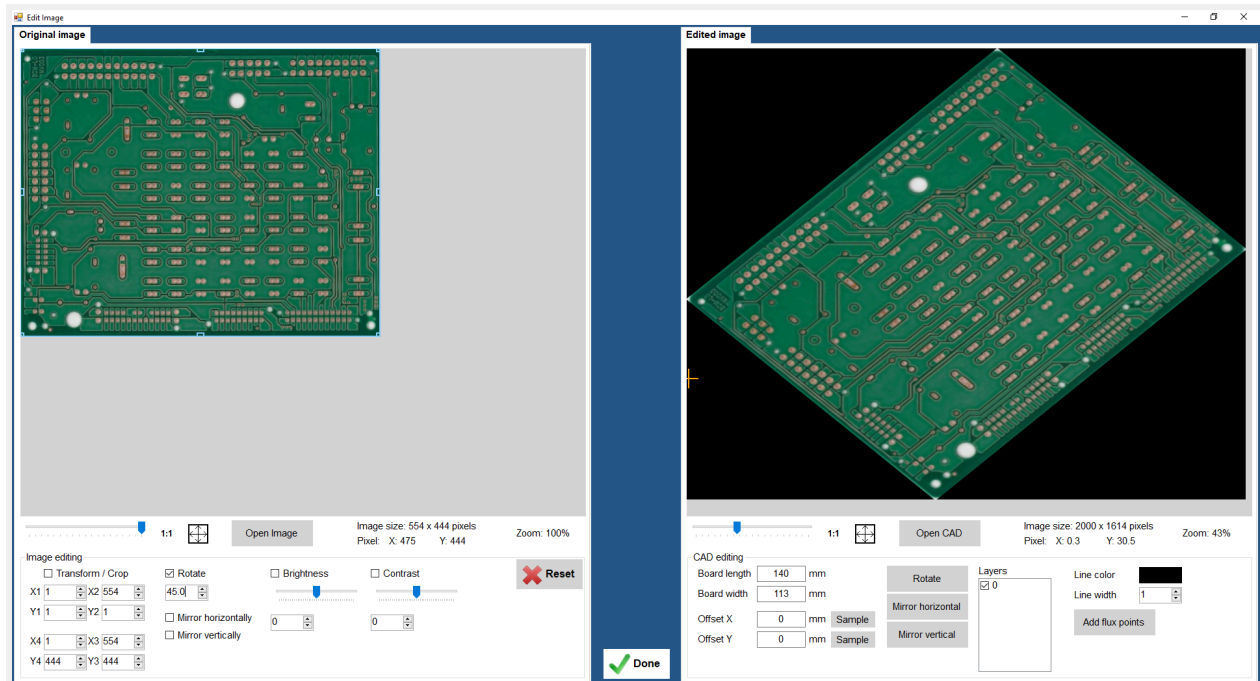 Edit Image
Original image
Edited image
1:1
Open Image
Image size: 554 x 444 pixels
Pixel: X: 475 Y: 444
Zoom: 100%
1:1
Open CAD
Image size: 2000 x 1614 pixels
Pixel: X: 0.3 Y: 30.5
Zoom: 43%
Image editing
Transform / Crop
Rotate
Brightness
Contrast
Reset
X1 1 X2 554
45.0
Y1 1 Y2 1
Mirror horizontally
0
0
Mirror vertically
X4 1 X3 554
Y4 444 Y3 444
Done
CAD editing
Board length 140 mm
Board width 113 mm
Offset X 0 mm Sample
Offset Y 0 mm Sample
Rotate
Mirror horizontal
Mirror vertical
Layers
0
Line color
Line width 1
Add flux points